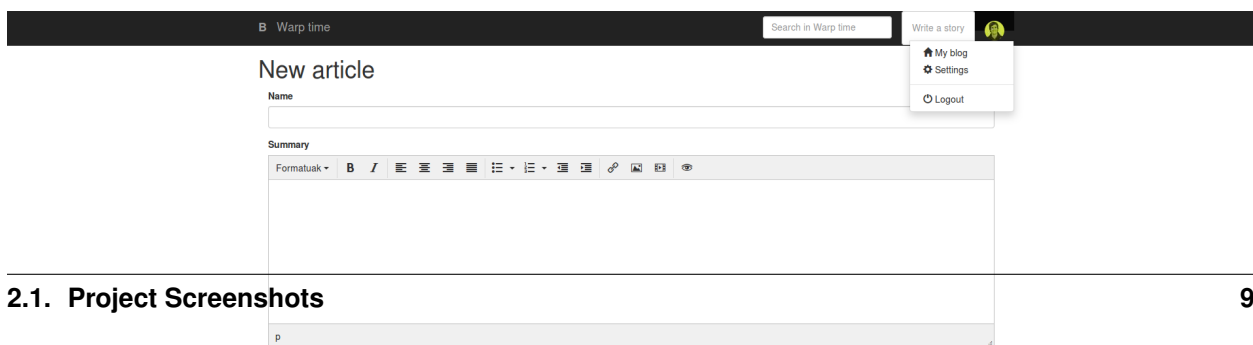 B Warp time Search in Warp time Write a story
My blog
Settings
Logout
New article
Name
Summary
Formatuak B I
2.1. Project Screenshots 9
p